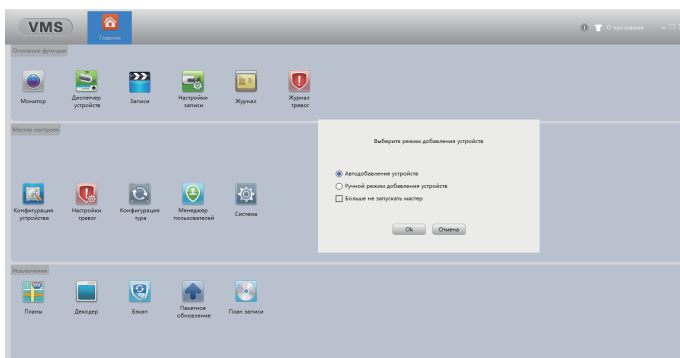 VMS
Главная
О программе
Основные функции
Монитор
Диспетчер
устройств
Записи
Настройки
записи
Журнал
Журнал
тревог
Мастер настроек
Конфигурация
устройства
Настройки
тревог
Конфигурация
тура
Менеджер
пользователей
Система
Выберите режим добавления устройств
Автодобавление устройств
Ручной режим добавления устройств
Больше не запускать мастер
Ok
Отмена
Исключения
Планы
Декодер
Бэкап
Пакетное
обновление
План записи